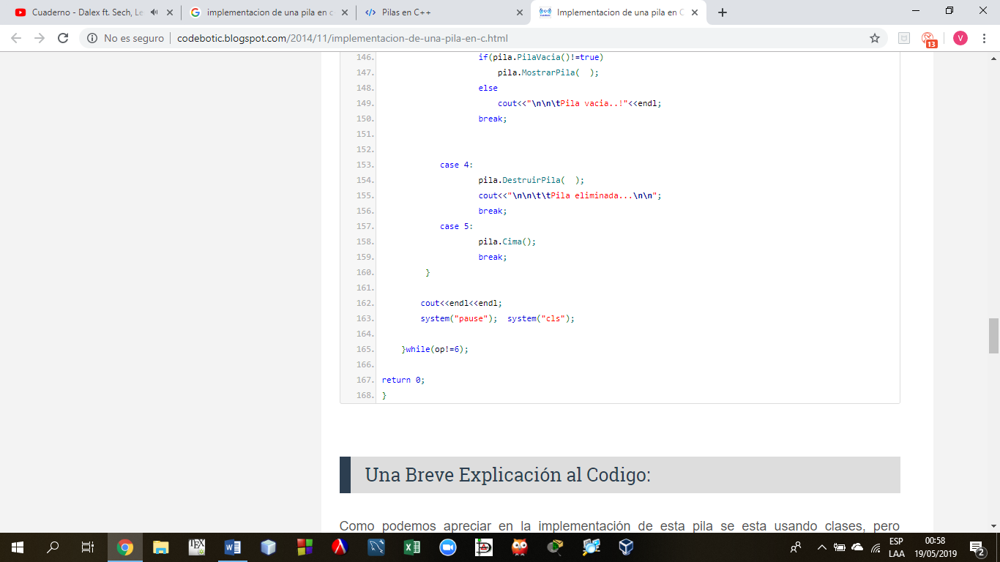 Cuaderno - Dalex ft. Sech, Le
implementacion de una pila en c
Pilas en C++
Implementacion de una pila en C
No es seguro
codebotic.blogspot.com/2014/11/implementacion-de-una-pila-en-c.html
13
V
146. if(pila.PilaVacia()!=true)
147. pila.MostrarPila(  );
148. else
149. cout<<"\n\n\tPila vacia..!"<<endl;
150. break;
151.
152.
153. case 4:
154. pila.DestruirPila(  );
155. cout<<"\n\n\t\tPila eliminada...\n\n";
156. break;
157. case 5:
158. pila.Cima();
159. break;
160. }
161.
162. cout<<endl<<endl;
163. system("pause");  system("cls");
164.
165. }while(op!=6);
166.
167. return 0;
168. }
Una Breve Explicación al Codigo:
Como podemos apreciar en la implementación de esta pila se esta usando clases, pero
ESP
LAA
00:58
19/05/2019
2